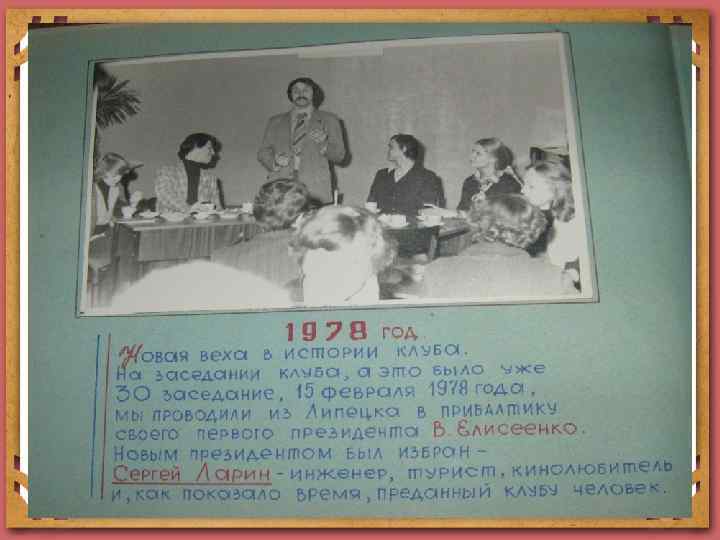 1978 год.
Новая веха в истории клуба.
На заседании клуба, а это было уже
30 заседание, 15 февраля 1978 года,
мы проводили из Липецка в Прибалтику
своего первого президента В. Елисеенко.
Новым президентом был избран –
Сергей Ларин – инженер, турист, кинолюбитель
и, как показало время, преданный клубу человек.